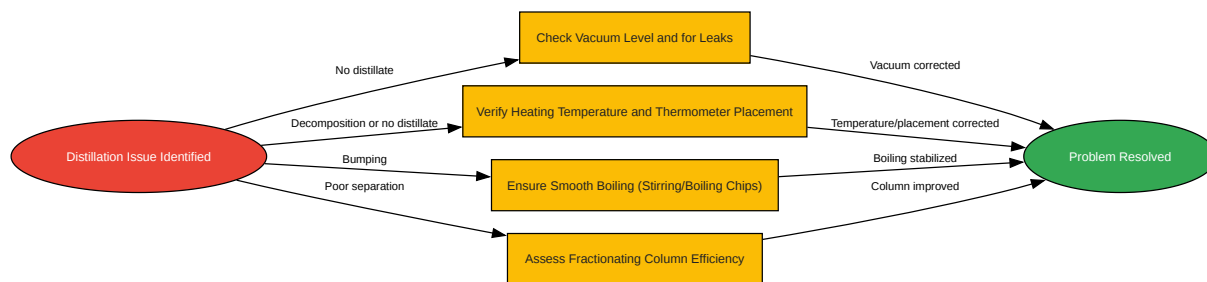 Check Vacuum Level and for Leaks
No distillate
Vacuum corrected
Verify Heating Temperature and Thermometer Placement
Decomposition or no distillate
Temperature/placement corrected
Distillation Issue Identified
Problem Resolved
Bumping
Boiling stabilized
Ensure Smooth Boiling (Stirring/Boiling Chips)
Poor separation
Column improved
Assess Fractionating Column Efficiency